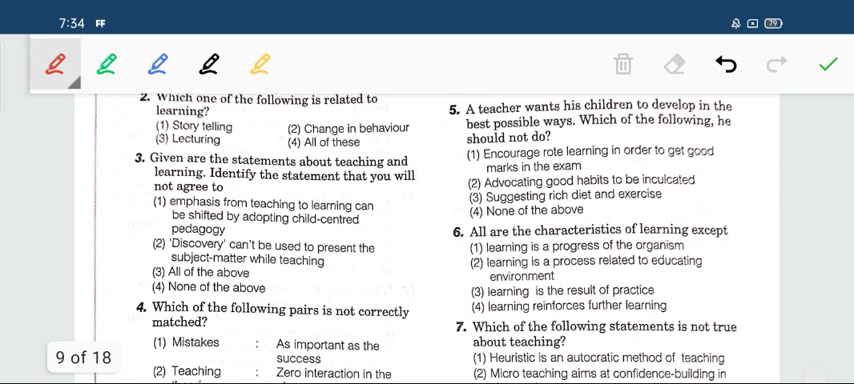 7:34 FF
79
2. Which one of the following is related to
learning?
(1) Story telling (2) Change in behaviour
(3) Lecturing (4) All of these
3. Given are the statements about teaching and
learning. Identify the statement that you will
not agree to
(1) emphasis from teaching to learning can
be shifted by adopting child-centred
pedagogy
(2) 'Discovery' can't be used to present the
subject-matter while teaching
(3) All of the above
(4) None of the above
4. Which of the following pairs is not correctly
matched?
(1) Mistakes : As important as the
success
(2) Teaching : Zero interaction in the
5. A teacher wants his children to develop in the
best possible ways. Which of the following, he
should not do?
(1) Encourage rote learning in order to get good
marks in the exam
(2) Advocating good habits to be inculcated
(3) Suggesting rich diet and exercise
(4) None of the above
6. All are the characteristics of learning except
(1) learning is a progress of the organism
(2) learning is a process related to educating
environment
(3) learning is the result of practice
(4) learning reinforces further learning
7. Which of the following statements is not true
about teaching?
(1) Heuristic is an autocratic method of teaching
(2) Micro teaching aims at confidence-building in
9 of 18